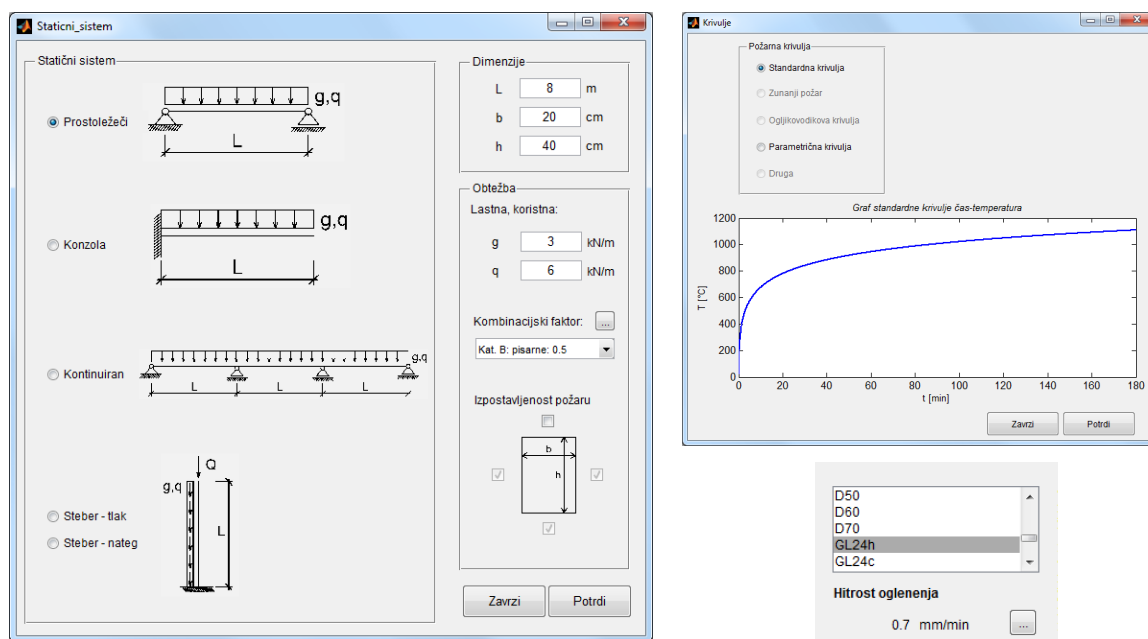 Staticni_sistem
Statični sistem
Prostoležeči
g,q
L
Konzola
g,q
L
Kontinuiran
g,q
L
L
L
Steber - tlak
Steber - nateg
Q
g,q
L
Dimenzije
L 8 m
b 20 cm
h 40 cm
Obtežba
Lastna, koristna:
g 3 kN/m
q 6 kN/m
Kombinacijski faktor: ...
Kat. B: pisarne: 0.5
Izpostavljenost požaru
b
h
Zavrzi Potrdi
Krivulje
Požarna krivulja
Standardna krivulja
Zunanji požar
Ogljikovodikova krivulja
Parametrična krivulja
Druga
Graf standardne krivulje čas-temperatura
1200
1000
800
600
400
200
0
T [°C]
0 20 40 60 80 100 120 140 160 180
t [min]
Zavrzi Potrdi
D50
D60
D70
GL24h
GL24c
Hitrost oglenenja
0.7 mm/min ...